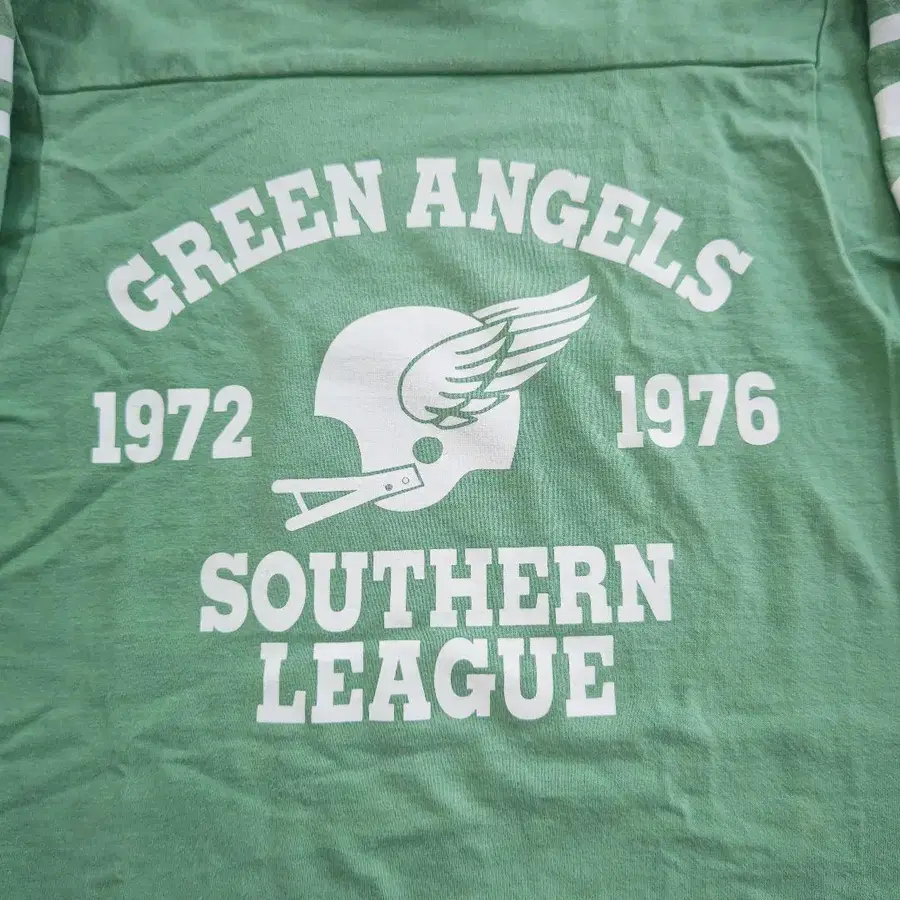 GREEN ANGELS
1972 1976
SOUTHERN
LEAGUE